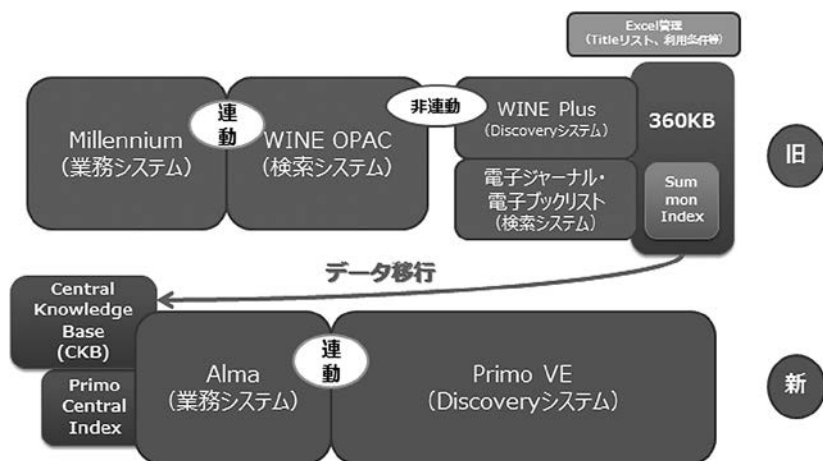 Excel管理
(Titleリスト、利用条件等)
連
動
非連動
Millennium
(業務システム)
WINE OPAC
(検索システム)
WINE Plus
(Discoveryシステム)
360KB
旧
電子ジャーナル・
電子ブックリスト
(検索システム)
Sum
mon
Index
データ移行
Central
Knowledge
Base
(CKB)
Primo
Central
Index
Alma
(業務システム)
連
動
Primo VE
(Discoveryシステム)
新